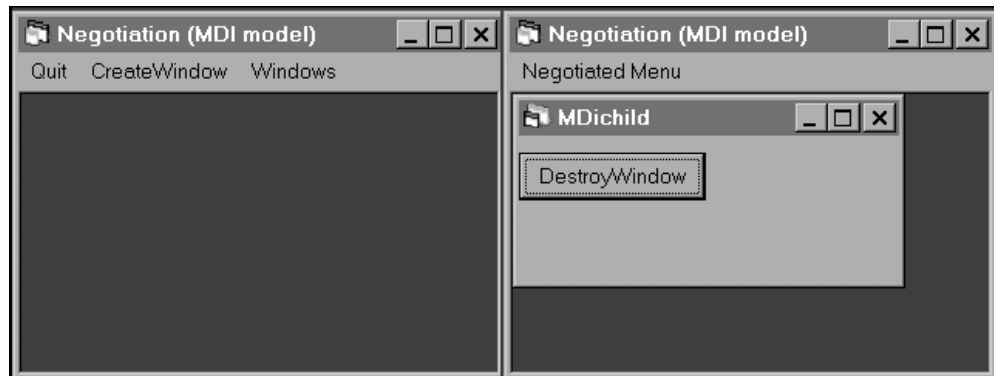 Negotiation (MDI model)
Quit CreateWindow Windows
Negotiation (MDI model)
Negotiated Menu
MDichild
DestroyWindow